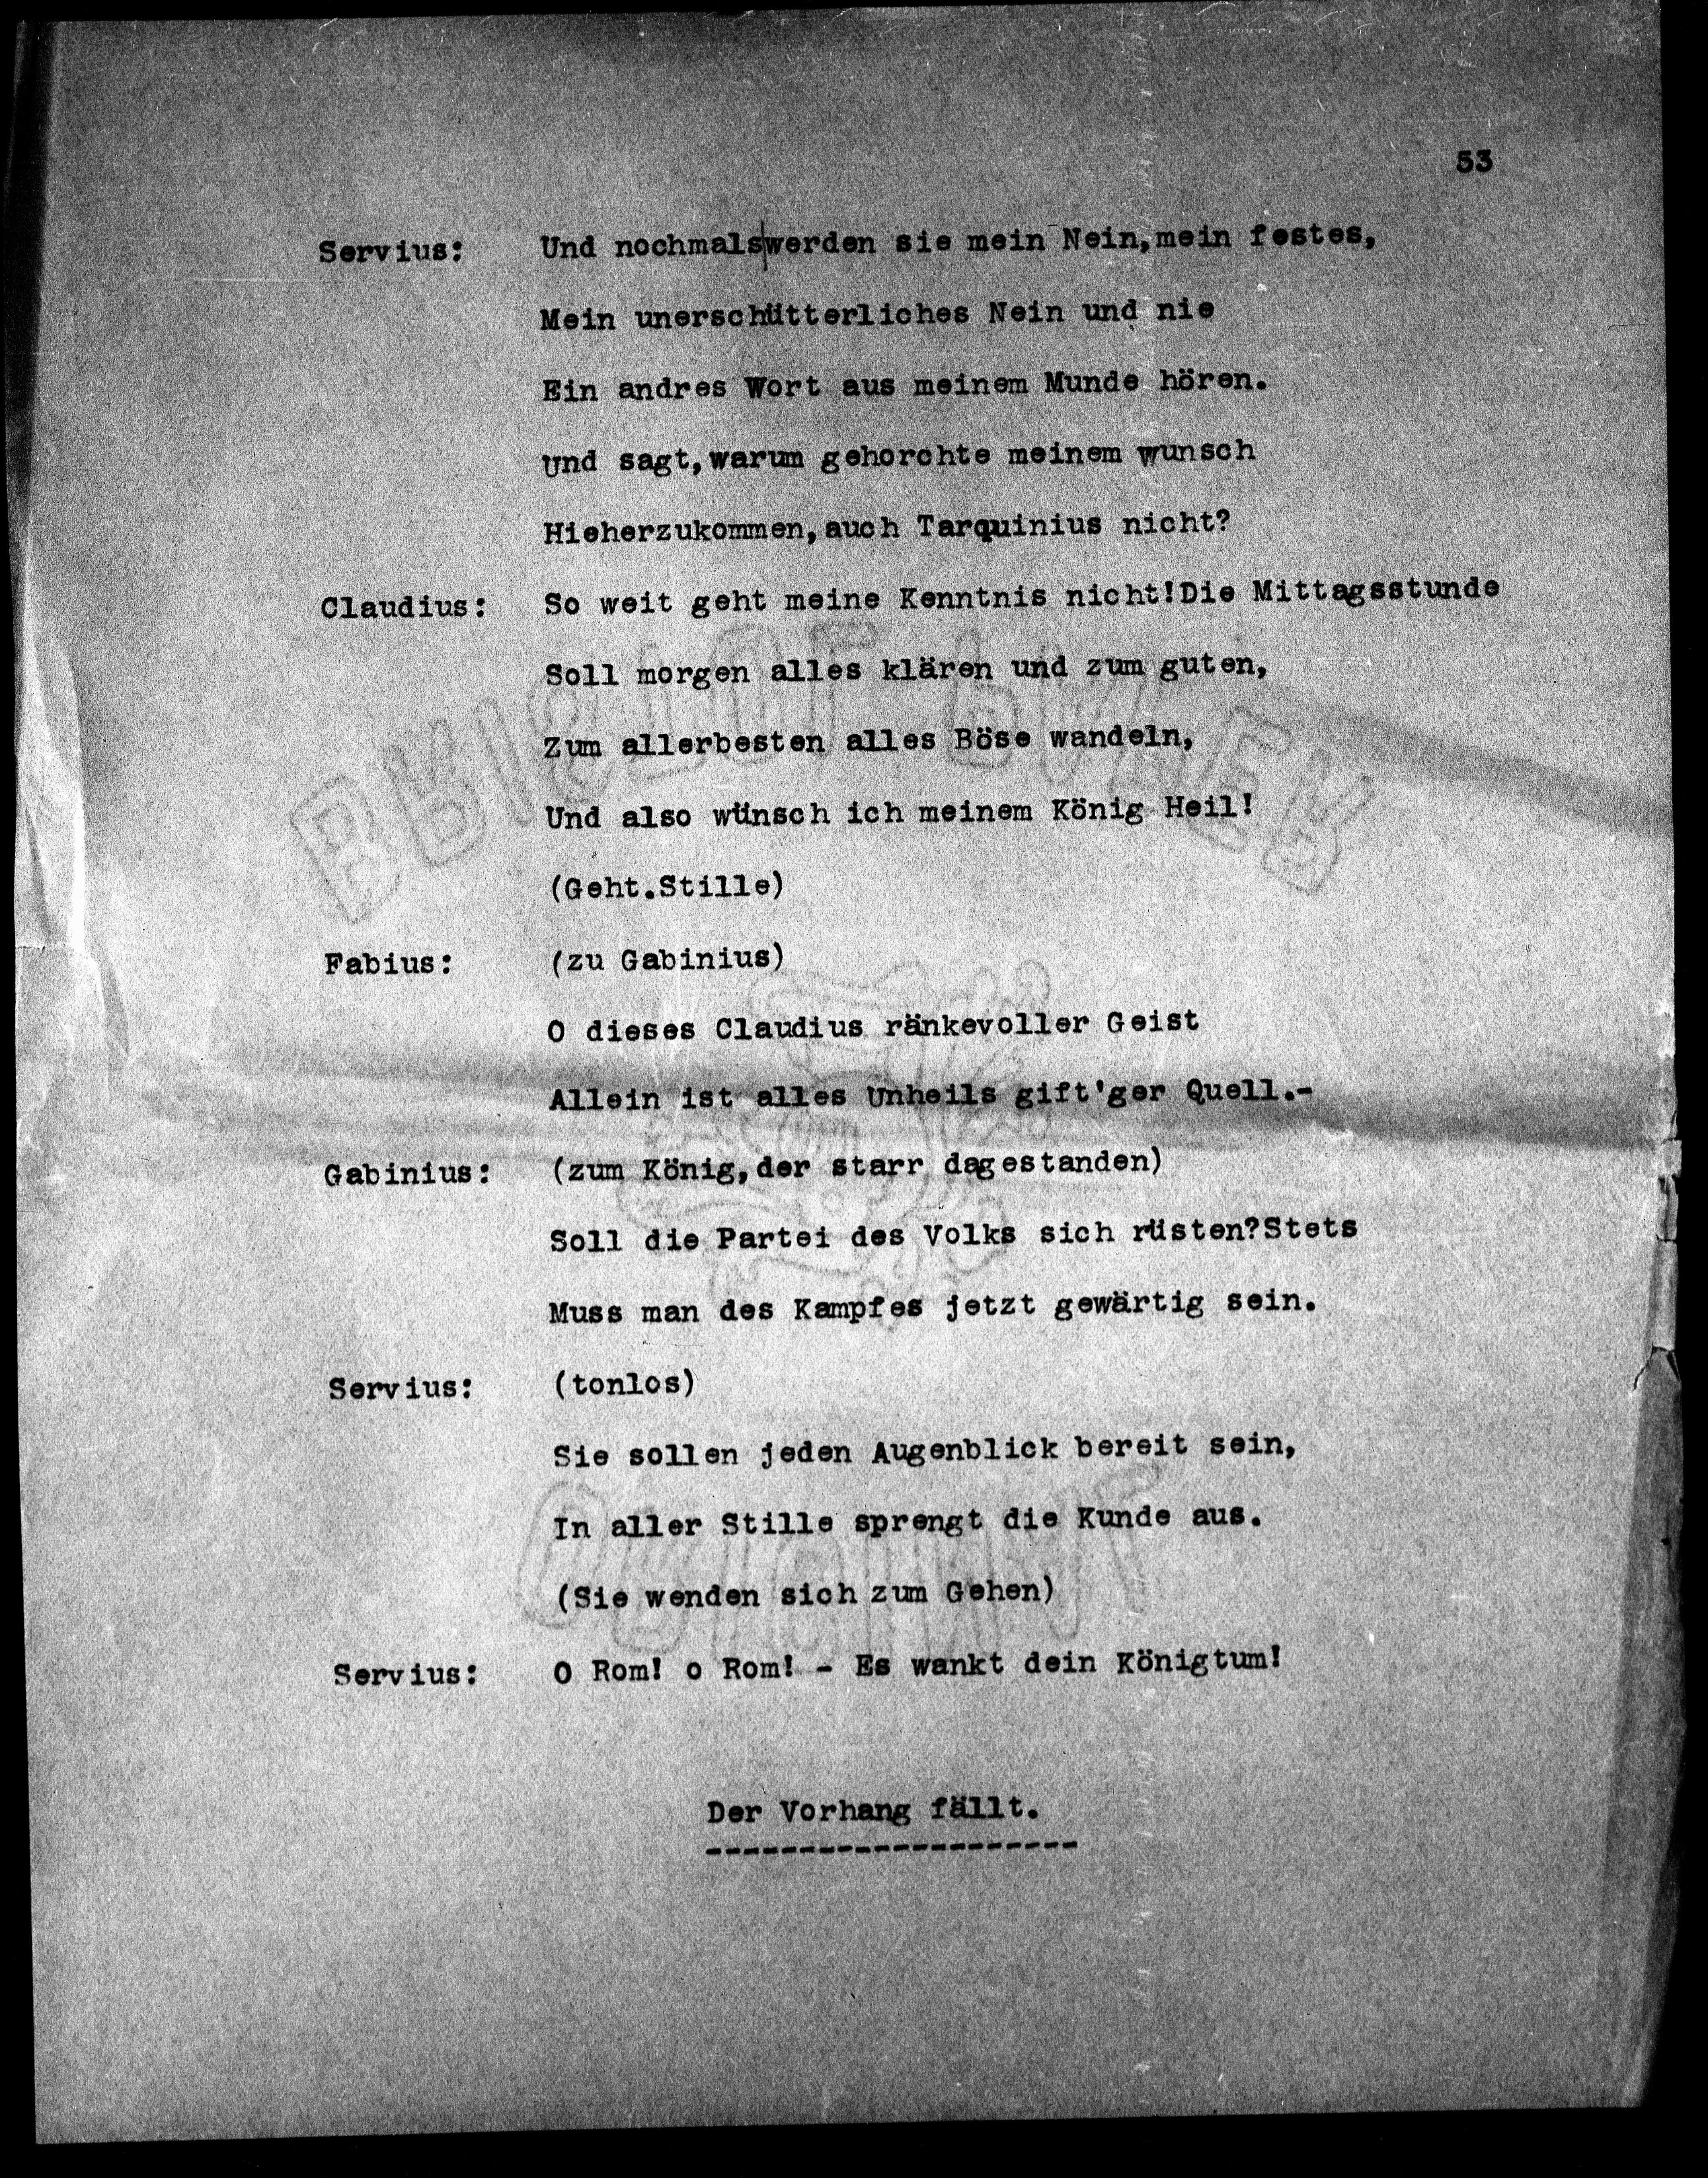 53
Servius: Und nochmals|werden sie mein Nein,mein festes,
Mein unerschütterliches Nein und nie
Ein andres Wort aus meinem Munde hören.
Und sagt,warum gehorchte meinem Wunsch
Hieherzukommen,auch Tarquinius nicht?
Claudius: So weit geht meine Kenntnis nicht!Die Mittagsstunde
Soll morgen alles klären und zum guten,
Zum allerbesten alles Böse wandeln,
Und also wünsch ich meinem König Heil!
(Geht.Stille)
Fabius: (zu Gabinius)
O dieses Claudius ränkevoller Geist
Allein ist alles Unheils gift'ger Quell.-
Gabinius: (zum König,der starr dagestanden)
Soll die Partei des Volks sich rüsten?Stets
Muss man des Kampfes jetzt gewärtig sein.
Servius: (tonlos)
Sie sollen jeden Augenblick bereit sein,
In aller Stille sprengt die Kunde aus.
(Sie wenden sich zum Gehen)
Servius: O Rom! o Rom! - Es wankt dein Königtum!
Der Vorhang fällt.
--------------------